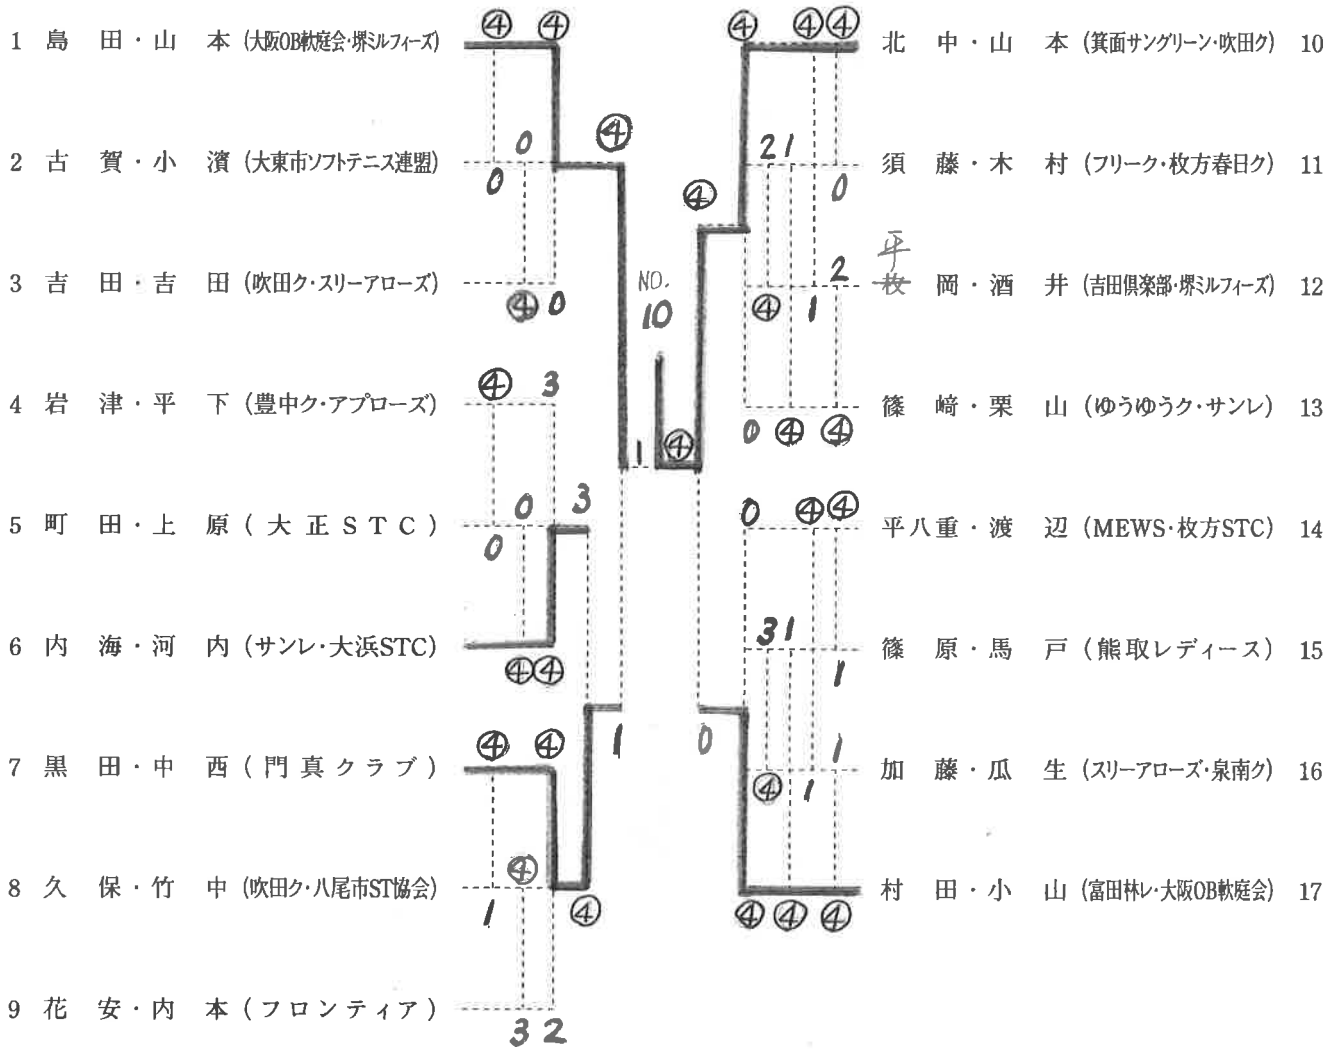 ④ ④ ④ ④ ④
1 島田・山本 (大阪OB軟庭会・堺ミルフィーズ)
北中・山本 (箕面サングリーン・吹田ク) 10
0 ④ 2 1
2 古賀・小濱 (大東市ソフトテニス連盟)
須藤・木村 (フリーク・枚方春日ク) 11
0 ④ 0
平
3 吉田・吉田 (吹田ク・スリーアローズ)
NO. 2
枚岡・酒井 (吉田倶楽部・堺ミルフィーズ) 12
④ 0 10 ④ 1
④ 3
4 岩津・平下 (豊中ク・アプローズ)
篠﨑・栗山 (ゆうゆうク・サンレ) 13
1 ④ 0 ④ ④
0 3 0 ④ ④
5 町田・上原 (大正STC)
平八重・渡辺 (MEWS・枚方STC) 14
0
3 1
6 内海・河内 (サンレ・大浜STC)
篠原・馬戸 (熊取レディース) 15
④ ④ 1
④ ④ 1 0 1
7 黒田・中西 (門真クラブ)
加藤・瓜生 (スリーアローズ・泉南ク) 16
④ 1
④
8 久保・竹中 (吹田ク・八尾市ST協会)
村田・小山 (富田林レ・大阪OB軟庭会) 17
1 ④ ④ ④ ④
9 花安・内本 (フロンティア)
3 2